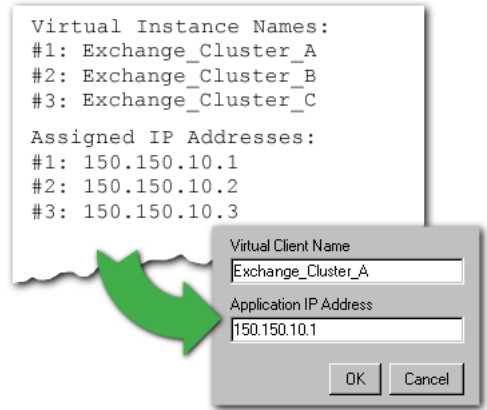 Virtual Instance Names:
#1: Exchange_Cluster_A
#2: Exchange_Cluster_B
#3: Exchange_Cluster_C
Assigned IP Addresses:
#1: 150.150.10.1
#2: 150.150.10.2
#3: 150.150.10.3
Virtual Client Name
Exchange_Cluster_A
Application IP Address
150.150.10.1
OK Cancel